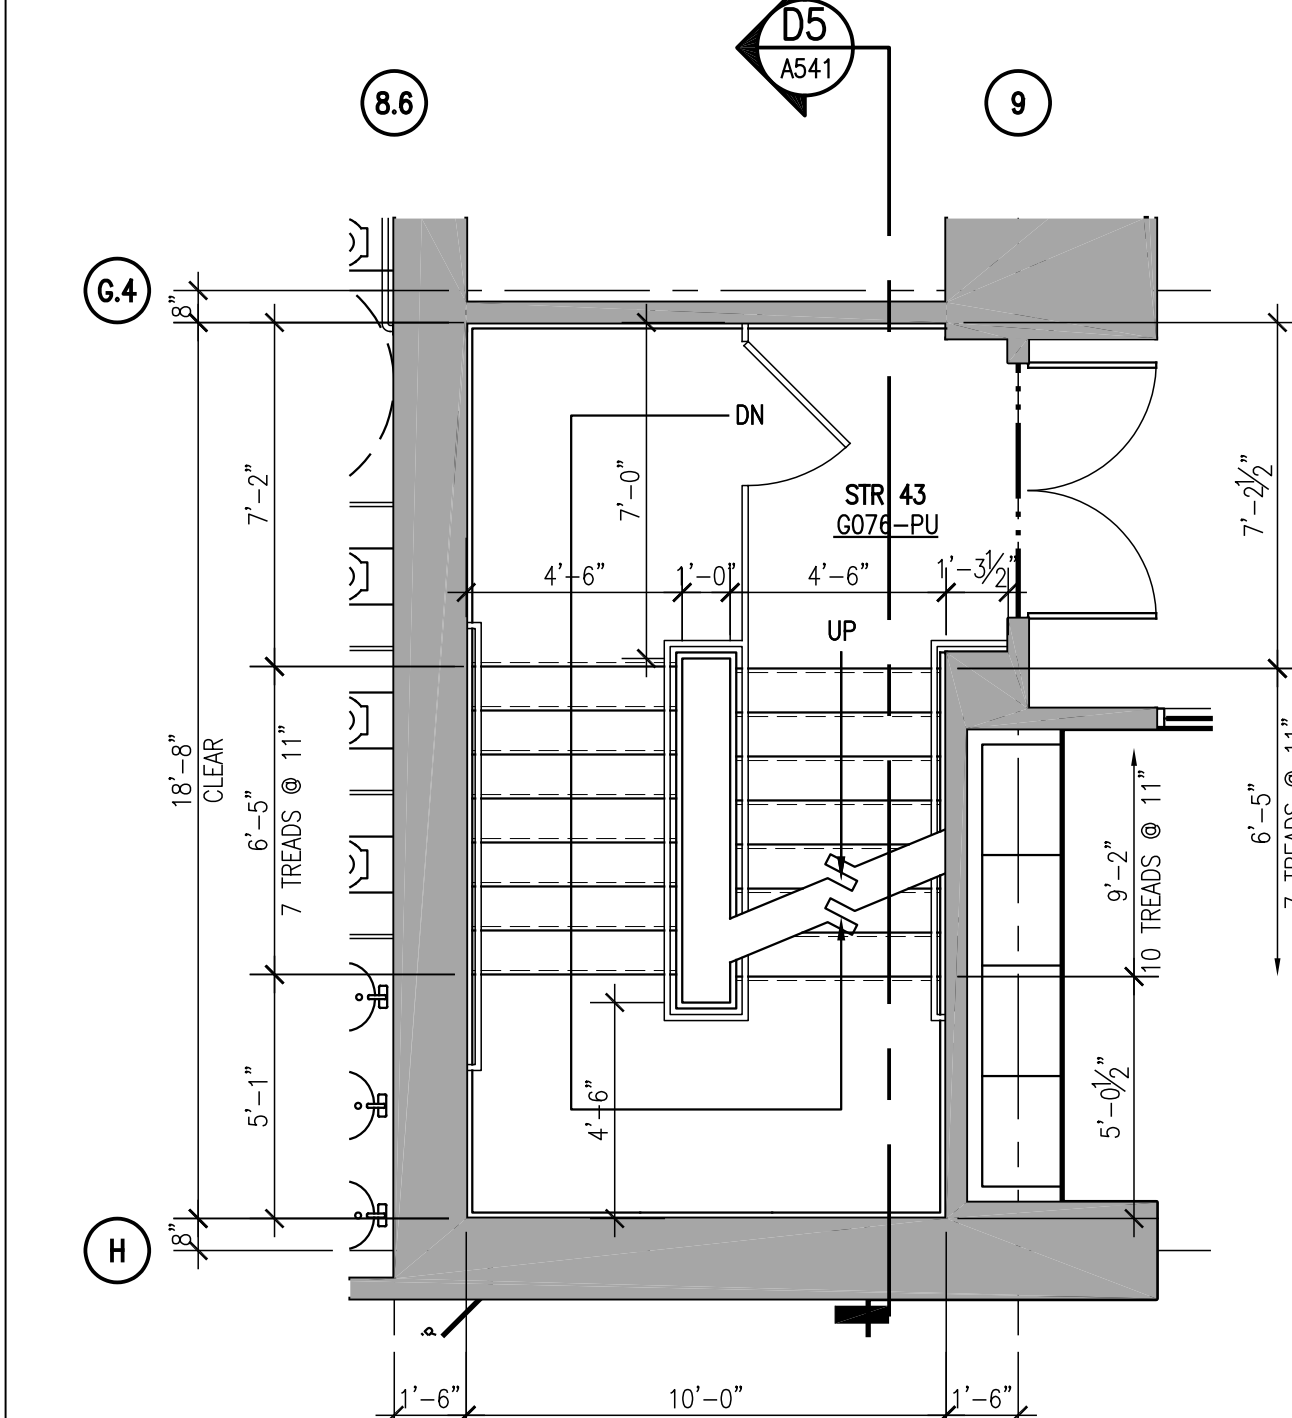 D5
A541
8.6
9
G.4
8"
DN
7'-2"
7'-0"
7'-2½"
STR 43
G076-PU
4'-6"
1'-0"
4'-6"
1'-3½"
UP
18'-8"
CLEAR
6'-5"
7 TREADS @ 11"
9'-2"
10 TREADS @ 11"
6'-5"
7 TREADS @ 11"
5'-1"
4'-6"
5'-0½"
8"
H
1'-6"
10'-0"
1'-6"